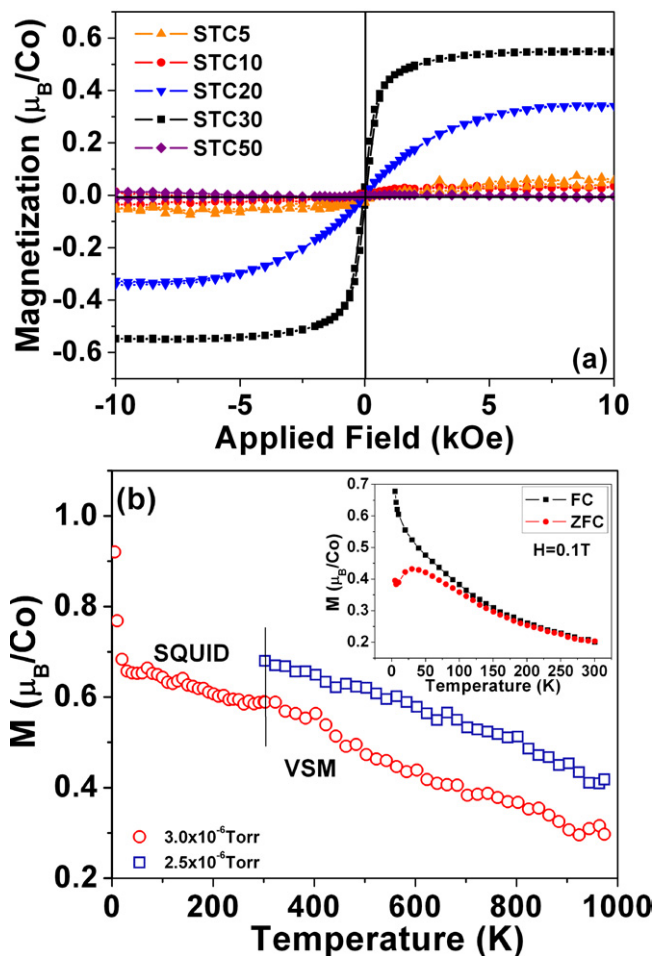 Magnetization (μB/Co)
0.6
0.4
0.2
0.0
-0.2
-0.4
-0.6
STC5
STC10
STC20
STC30
STC50
(a)
-10
-5
0
5
10
Applied Field (kOe)
(b)
M (μB/Co)
1.0
0.8
0.6
0.4
0.2
SQUID
VSM
3.0x10⁻⁶Torr
2.5x10⁻⁶Torr
0
200
400
600
800
1000
Temperature (K)
M (μB/Co)
0.7
0.6
0.5
0.4
0.3
0.2
FC
ZFC
H=0.1T
0
50
100
150
200
250
300
Temperature (K)